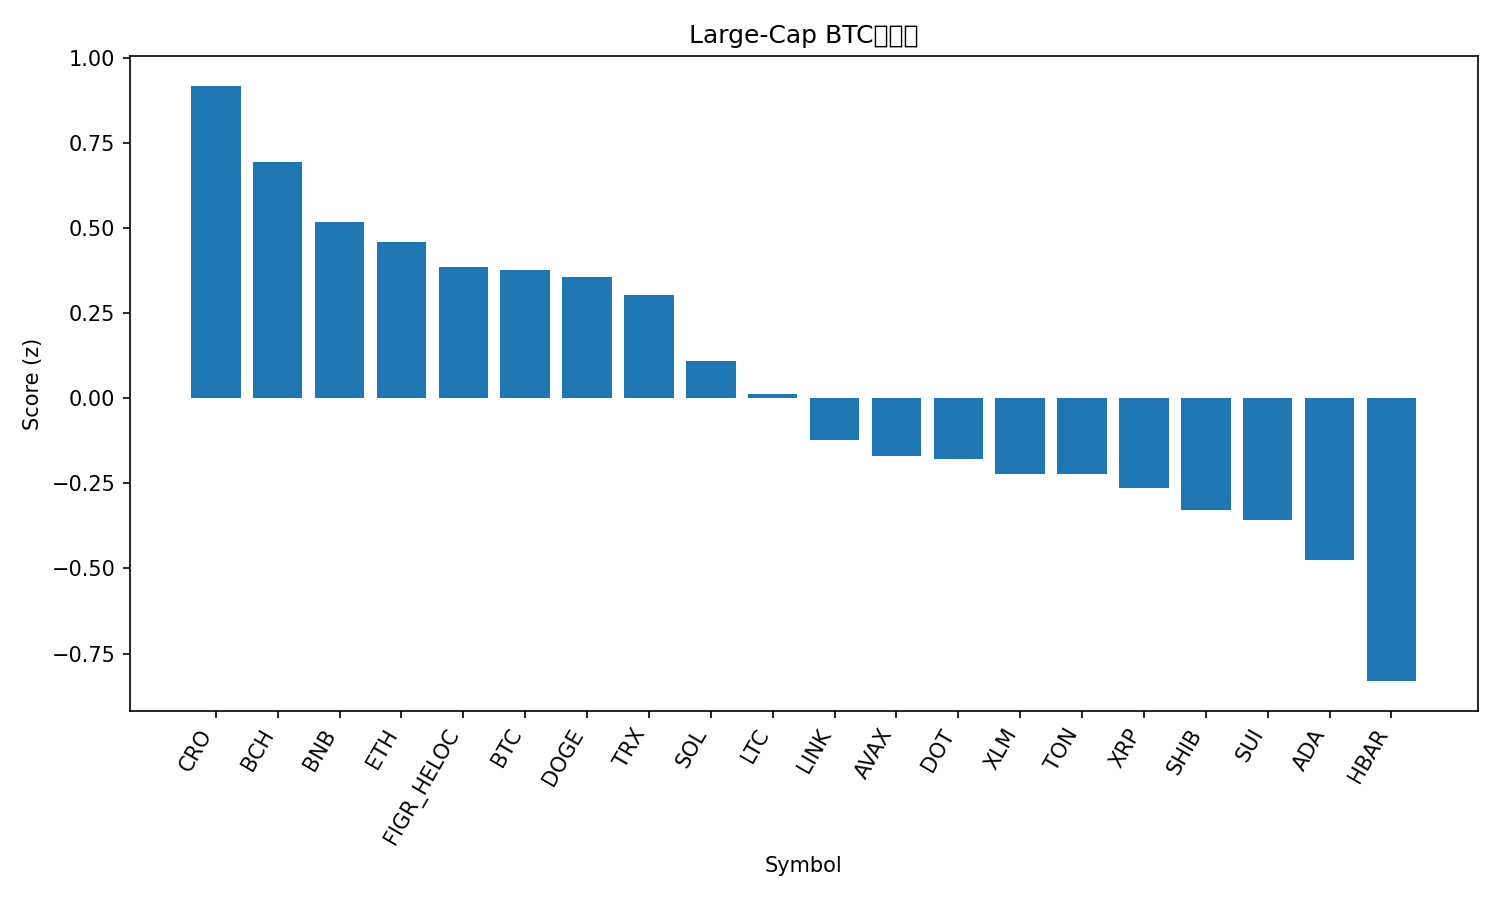 Large-Cap BTC
1.00
0.75
0.50
0.25
0.00
−0.25
−0.50
−0.75
Score (z)
CRO
BCH
BNB
ETH
FIGR_HELOC
BTC
DOGE
TRX
SOL
LTC
LINK
AVAX
DOT
XLM
TON
XRP
SHIB
SUI
ADA
HBAR
Symbol